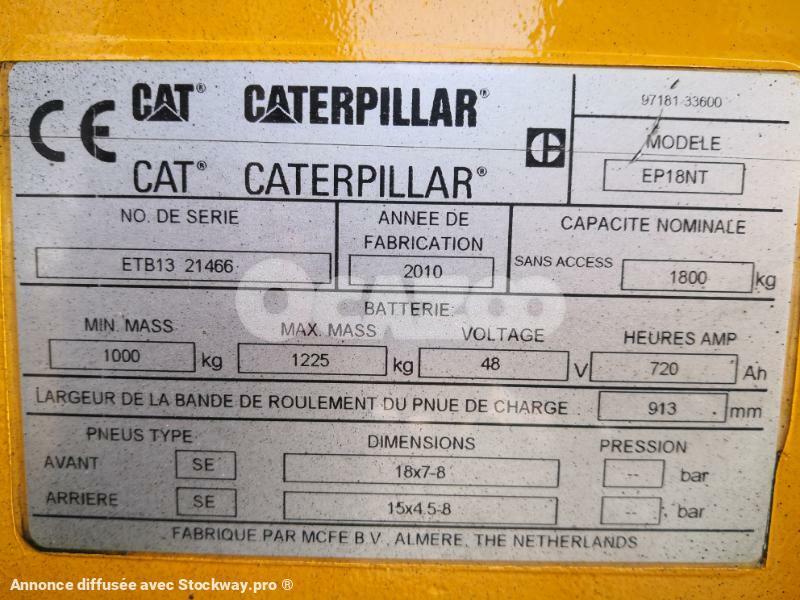 CE CAT® CATERPILLAR®
CAT® CATERPILLAR®
97181-33600
MODELE
EP18NT
NO. DE SERIE
ETB13 21466
ANNEE DE
FABRICATION
2010
CAPACITE NOMINALE
SANS ACCESS 1800 kg
BATTERIE:
MIN. MASS MAX. MASS VOLTAGE HEURES AMP
1000 kg 1225 kg 48 V 720 Ah
LARGEUR DE LA BANDE DE ROULEMENT DU PNUE DE CHARGE 913 mm
PNEUS TYPE DIMENSIONS PRESSION
AVANT SE 18x7-8 -- bar
ARRIERE SE 15x4.5-8 -- bar
FABRIQUE PAR MCFE B.V., ALMERE, THE NETHERLANDS
OCAZOO
Annonce diffusée avec Stockway.pro ®